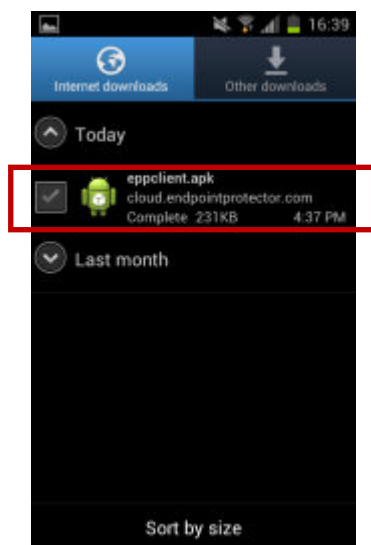 16:39
Internet downloads
Other downloads
Today
eppclient.apk
cloud.endpointprotector.com
Complete 231KB 4:37 PM
Last month
Sort by size